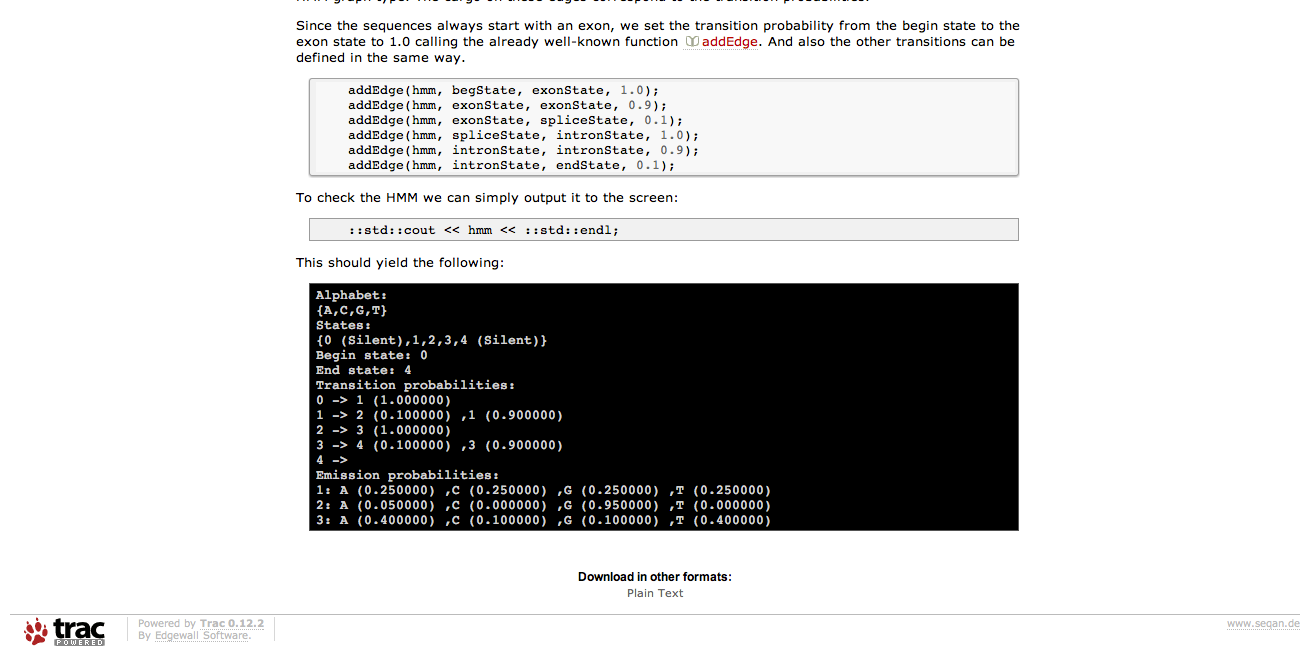 Since the sequences always start with an exon, we set the transition probability from the begin state to the
exon state to 1.0 calling the already well-known function addEdge. And also the other transitions can be
defined in the same way.
addEdge(hmm, begState, exonState, 1.0);
addEdge(hmm, exonState, exonState, 0.9);
addEdge(hmm, exonState, spliceState, 0.1);
addEdge(hmm, spliceState, intronState, 1.0);
addEdge(hmm, intronState, intronState, 0.9);
addEdge(hmm, intronState, endState, 0.1);
To check the HMM we can simply output it to the screen:
::std::cout << hmm << ::std::endl;
This should yield the following:
Alphabet:
{A,C,G,T}
States:
{0 (Silent),1,2,3,4 (Silent)}
Begin state: 0
End state: 4
Transition probabilities:
0 -> 1 (1.000000)
1 -> 2 (0.100000) ,1 (0.900000)
2 -> 3 (1.000000)
3 -> 4 (0.100000) ,3 (0.900000)
4 ->
Emission probabilities:
1: A (0.250000) ,C (0.250000) ,G (0.250000) ,T (0.250000)
2: A (0.050000) ,C (0.000000) ,G (0.950000) ,T (0.000000)
3: A (0.400000) ,C (0.100000) ,G (0.100000) ,T (0.400000)
Download in other formats:
Plain Text
trac
POWERED
Powered by Trac 0.12.2
By Edgewall Software.
www.seqan.de